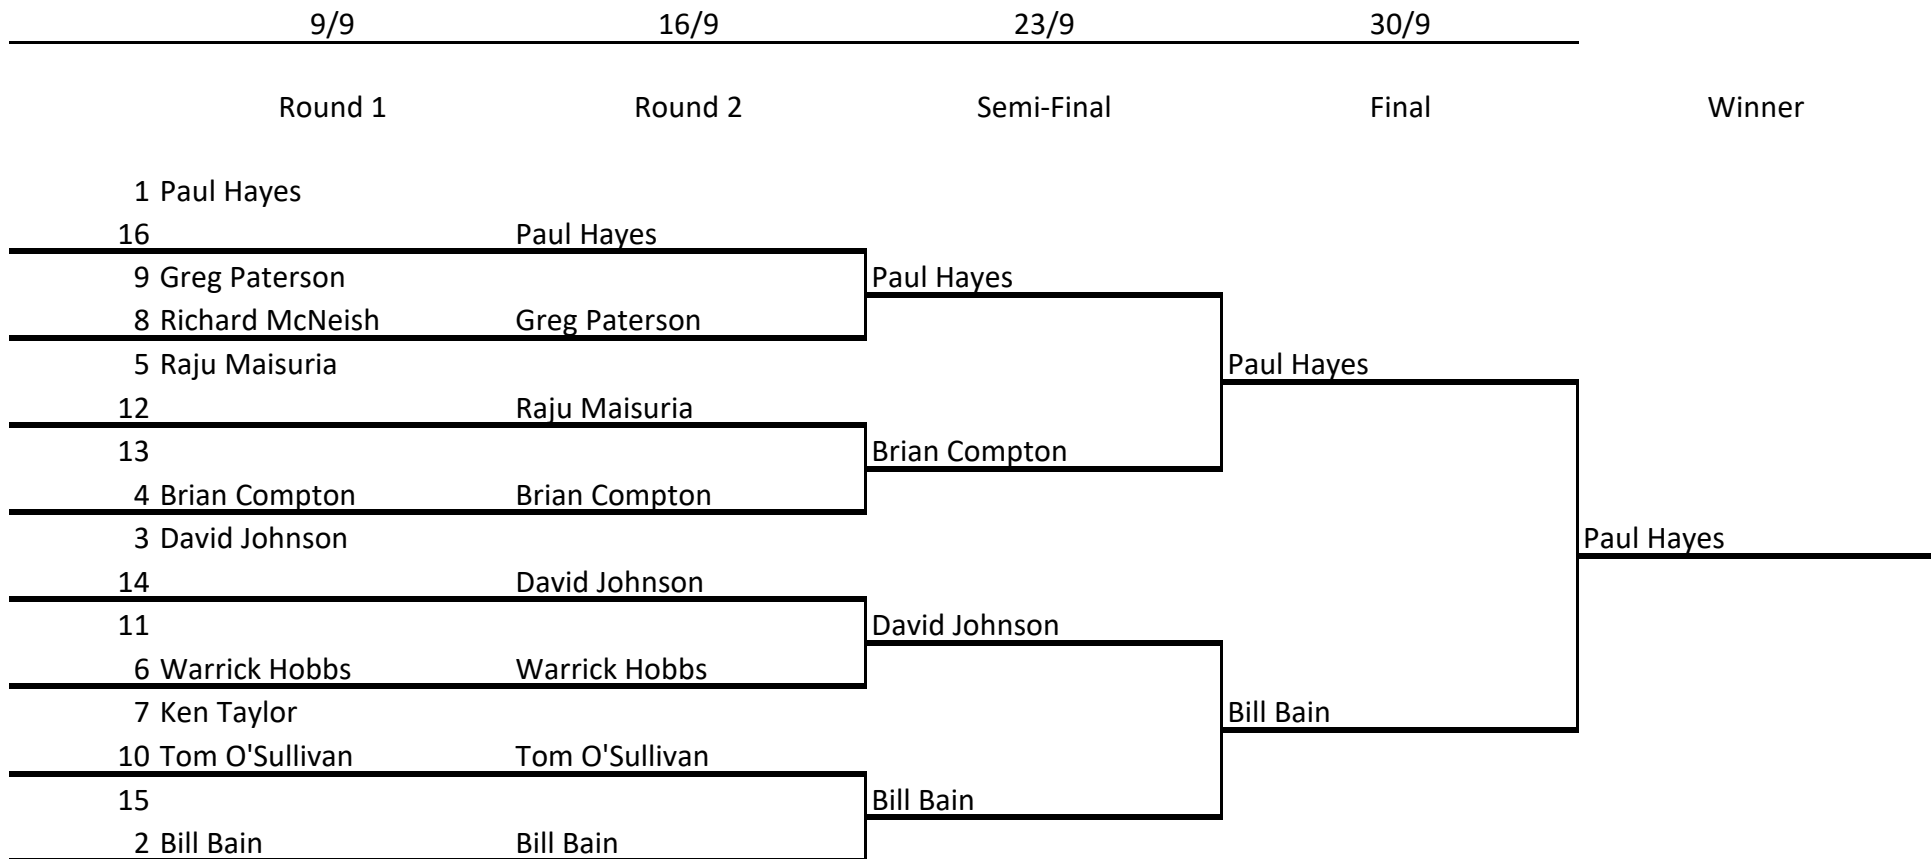 9/9 16/9 23/9 30/9
Round 1 Round 2 Semi-Final Final Winner
1 Paul Hayes
16 Paul Hayes
9 Greg Paterson Paul Hayes
8 Richard McNeish Greg Paterson
5 Raju Maisuria Paul Hayes
12 Raju Maisuria
13 Brian Compton
4 Brian Compton Brian Compton
3 David Johnson Paul Hayes
14 David Johnson
11 David Johnson
6 Warrick Hobbs Warrick Hobbs
7 Ken Taylor Bill Bain
10 Tom O'Sullivan Tom O'Sullivan
15 Bill Bain
2 Bill Bain Bill Bain